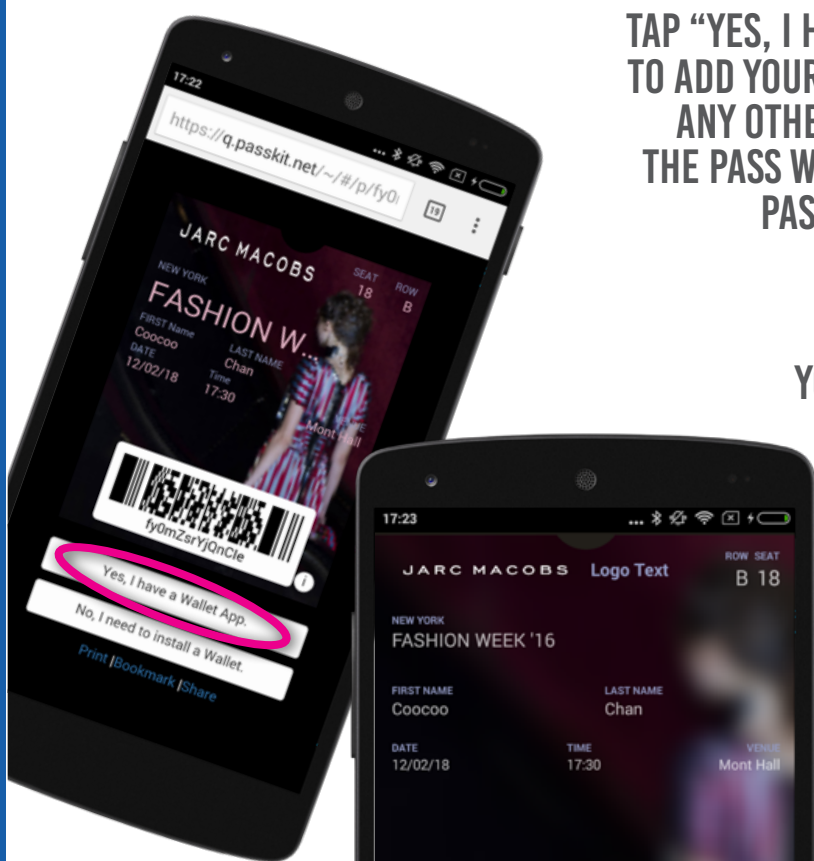 TAP “YES, I H
TO ADD YOUR
ANY OTHE
THE PASS W
PAS
Y
17:22
https://q.passkit.net/~/#/p/fy0
19
JARC MACOBS
SEAT ROW
18 B
NEW YORK
FASHION W...
FIRST Name LAST NAME
Coocoo Chan
DATE Time
12/02/18 17:30
Mont Hall
fy0mZsrYjQnCIe
i
Yes, I have a Wallet App.
No, I need to install a Wallet.
Print |Bookmark |Share
17:23
JARC MACOBS Logo Text
ROW SEAT
B 18
NEW YORK
FASHION WEEK '16
FIRST NAME LAST NAME
Coocoo Chan
DATE TIME VENUE
12/02/18 17:30 Mont Hall